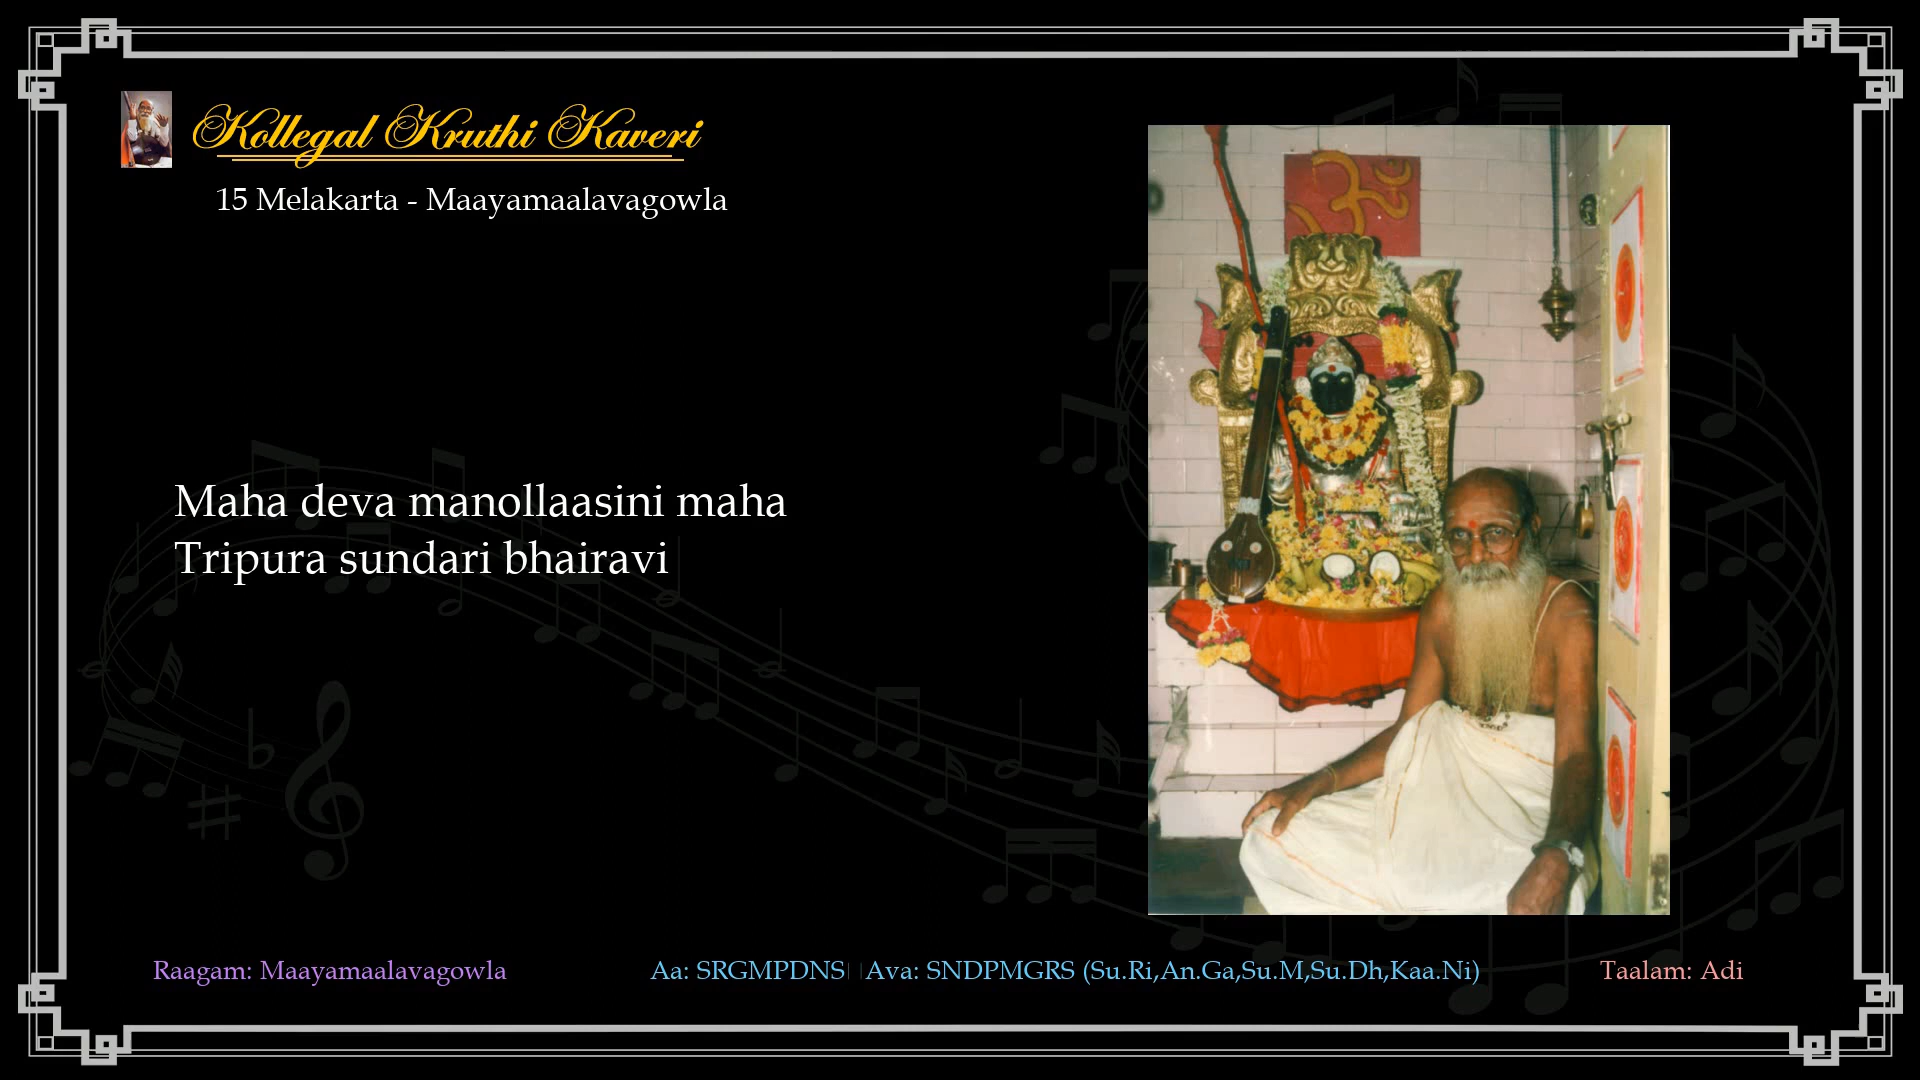 Kollegal Kruthi Kaveri
15 Melakarta - Maayamaalavagowla
Maha deva manollaasini maha
Tripura sundari bhairavi
Raagam: Maayamaalavagowla
Aa: SRGMPDNS Ava: SNDPMGRS (Su.Ri,An.Ga,Su.M,Su.Dh,Kaa.Ni)
Taalam: Adi